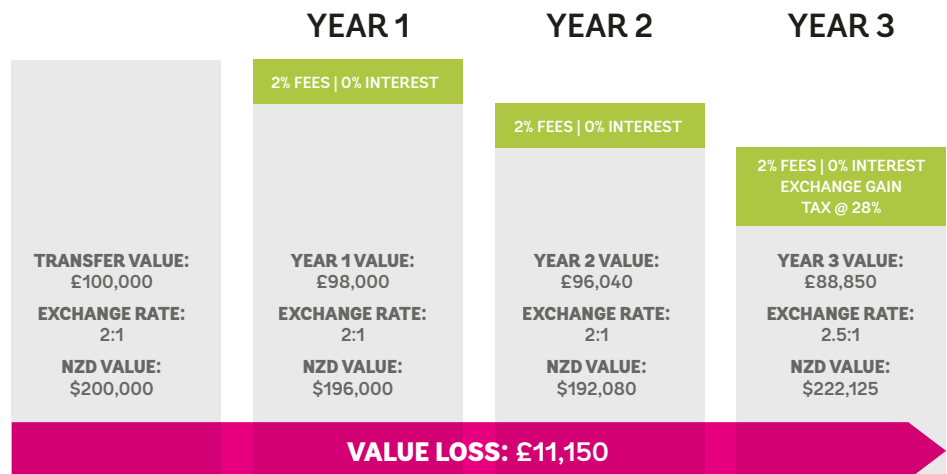 YEAR 1
YEAR 2
YEAR 3
2% FEES | 0% INTEREST
2% FEES | 0% INTEREST
2% FEES | 0% INTEREST
EXCHANGE GAIN
TAX @ 28%
TRANSFER VALUE:
£100,000
EXCHANGE RATE:
2:1
NZD VALUE:
$200,000
YEAR 1 VALUE:
£98,000
EXCHANGE RATE:
2:1
NZD VALUE:
$196,000
YEAR 2 VALUE:
£96,040
EXCHANGE RATE:
2:1
NZD VALUE:
$192,080
YEAR 3 VALUE:
£88,850
EXCHANGE RATE:
2.5:1
NZD VALUE:
$222,125
VALUE LOSS: £11,150